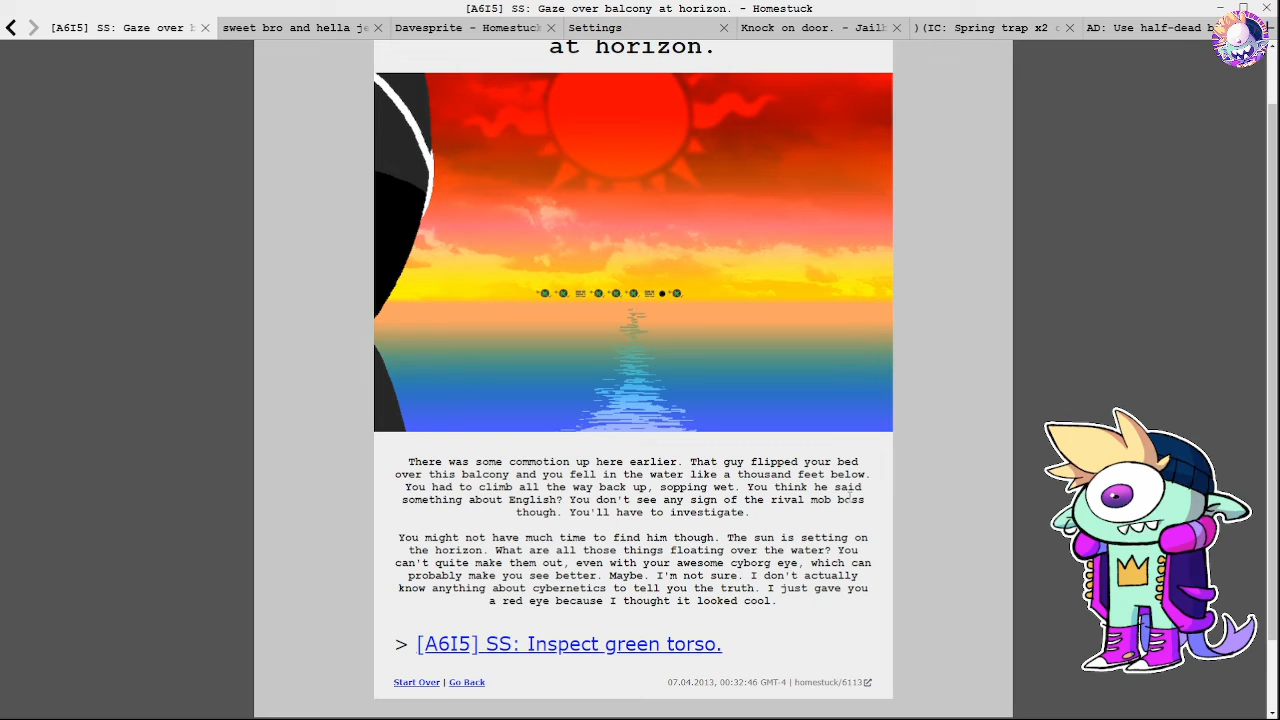 [A6I5] SS: Gaze over balcony at horizon. - Homestuck
[A6I5] SS: Gaze over b
sweet bro and hella je
Davesprite - Homestuck
Settings
Knock on door. - Jailb
)(IC: Spring trap x2 c
AD: Use half-dead b
at horizon.
There was some commotion up here earlier. That guy flipped your bed
over this balcony and you fell in the water like a thousand feet below.
You had to climb all the way back up, sopping wet. You think he said
something about English? You don't see any sign of the rival mob boss
though. You'll have to investigate.
You might not have much time to find him though. The sun is setting on
the horizon. What are all those things floating over the water? You
can't quite make them out, even with your awesome cyborg eye, which can
probably make you see better. Maybe. I'm not sure. I don't actually
know anything about cybernetics to tell you the truth. I just gave you
a red eye because I thought it looked cool.
> [A6I5] SS: Inspect green torso.
Start Over | Go Back
07.04.2013, 00:32:46 GMT-4 | homestuck/6113